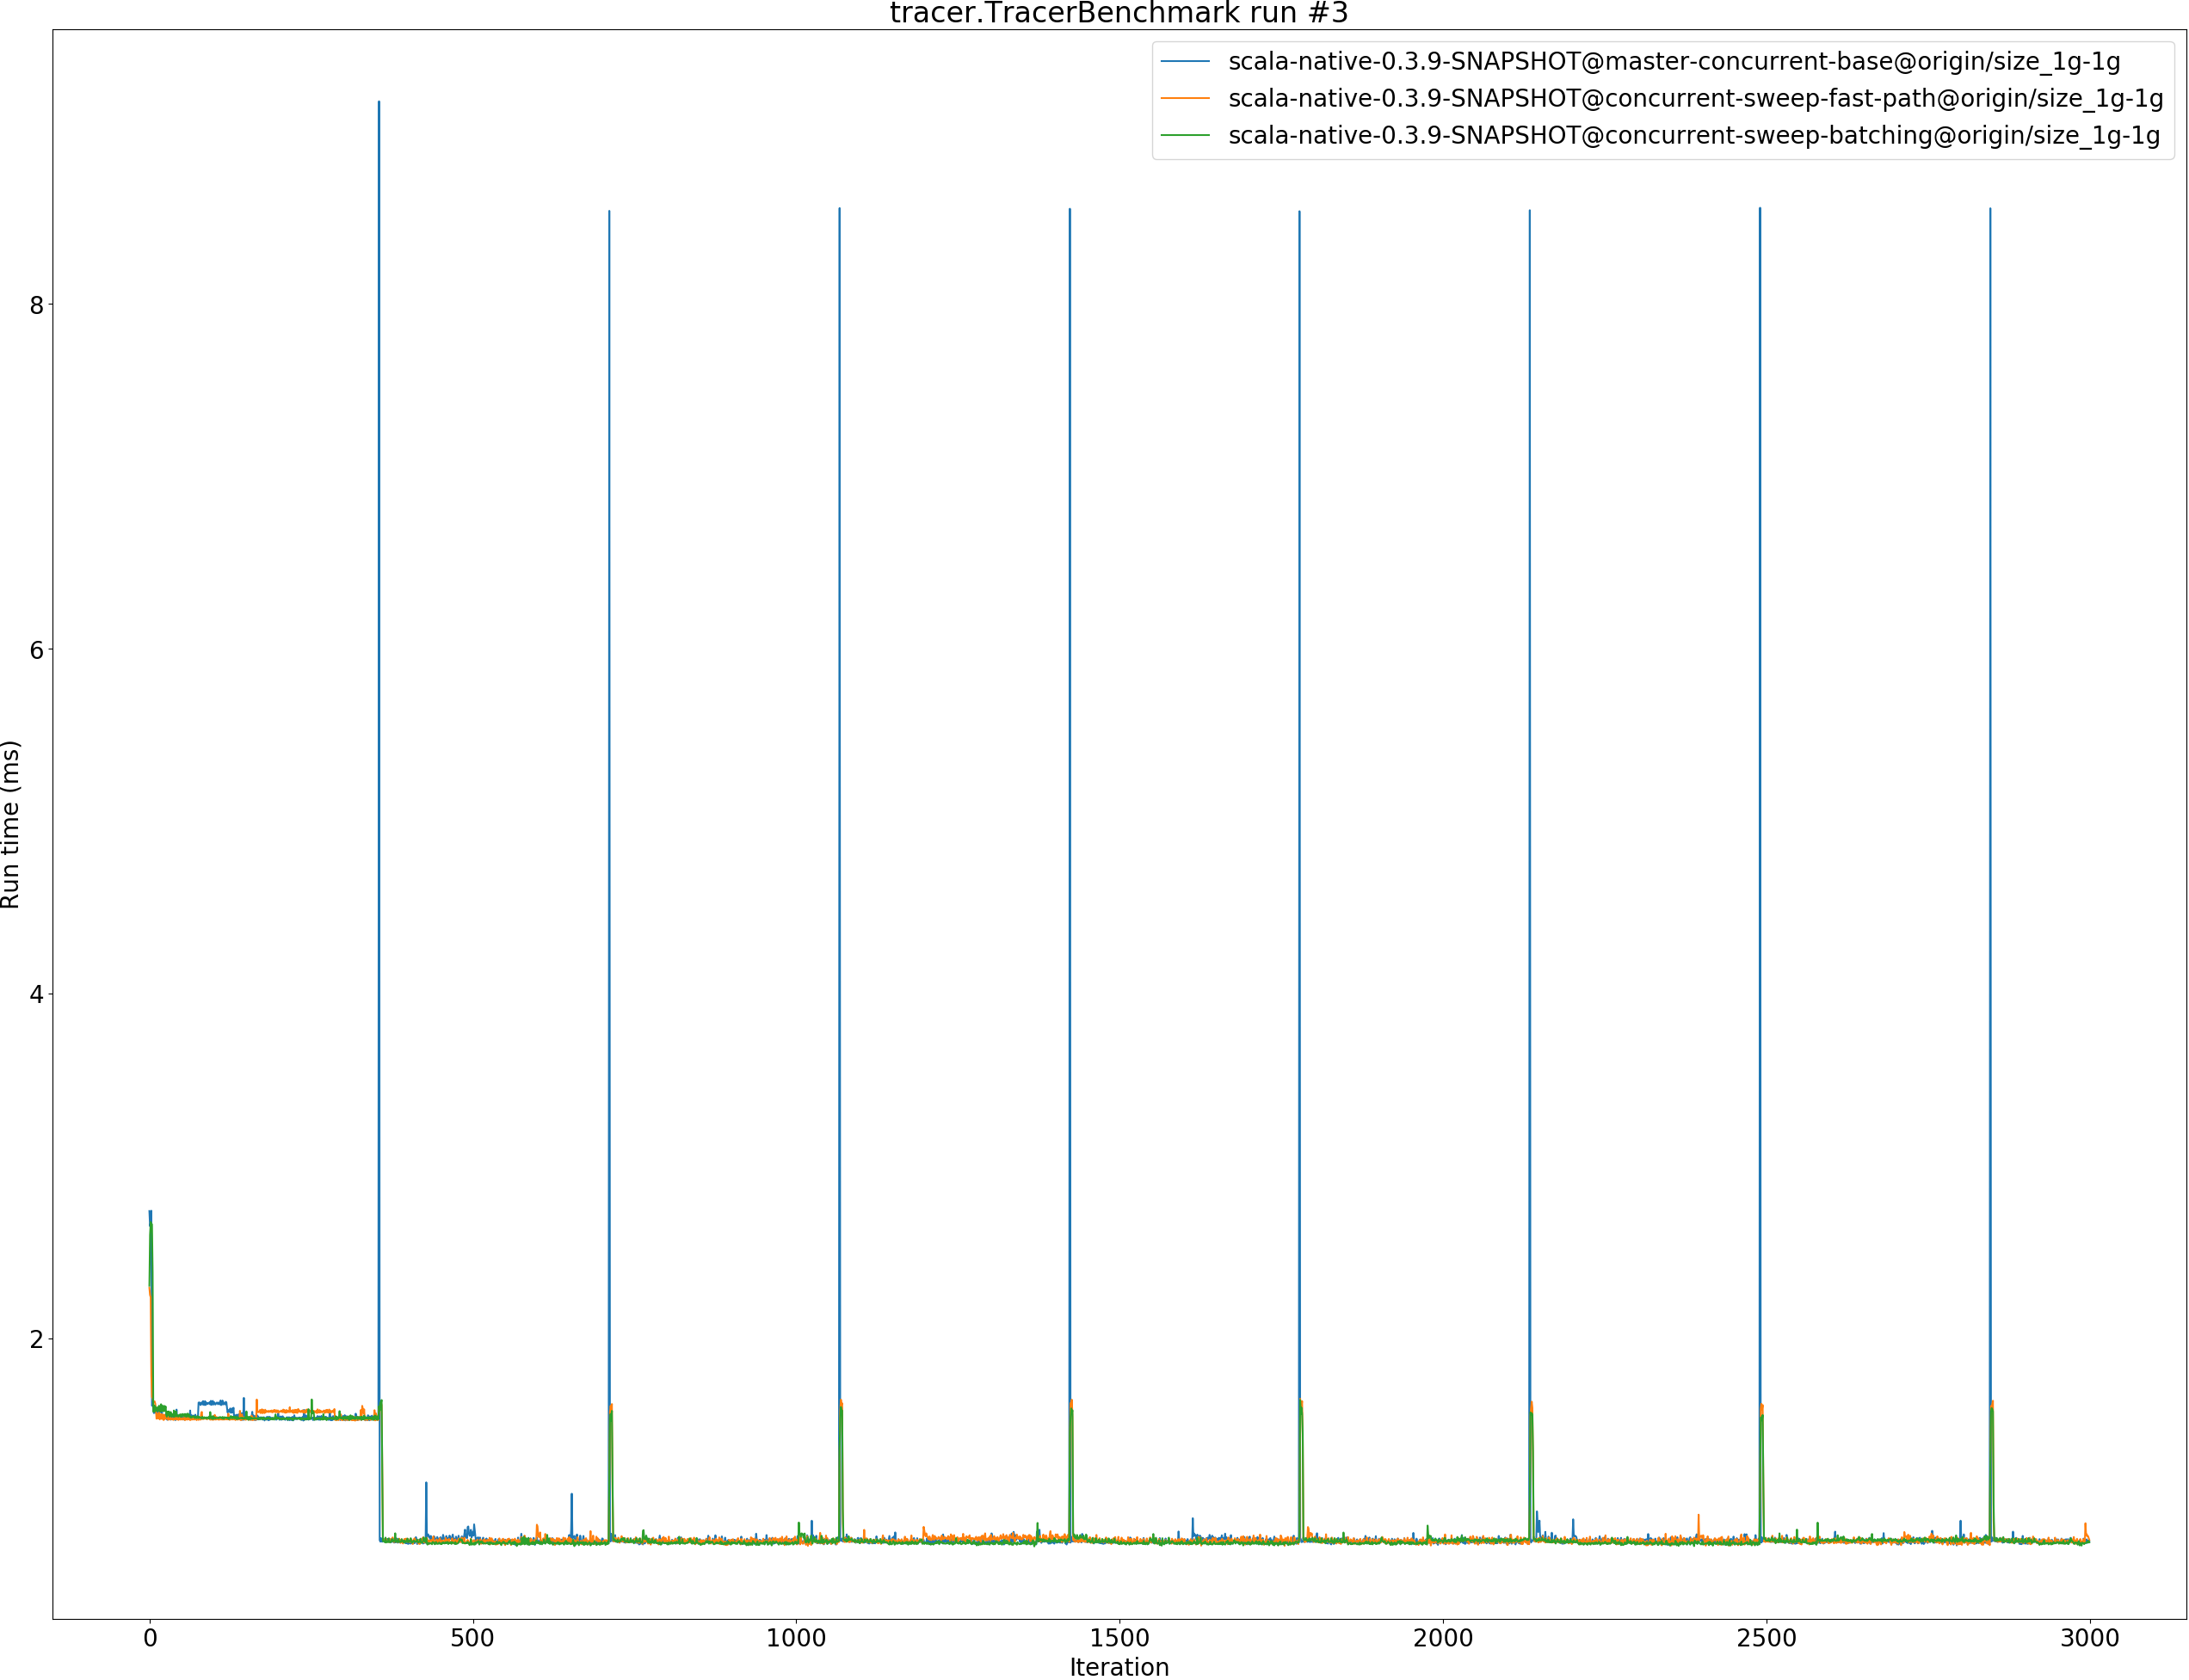 tracer.TracerBenchmark run #3
scala-native-0.3.9-SNAPSHOT@master-concurrent-base@origin/size_1g-1g
scala-native-0.3.9-SNAPSHOT@concurrent-sweep-fast-path@origin/size_1g-1g
scala-native-0.3.9-SNAPSHOT@concurrent-sweep-batching@origin/size_1g-1g
Run time (ms)
8
6
4
2
0 500 1000 1500 2000 2500 3000
Iteration